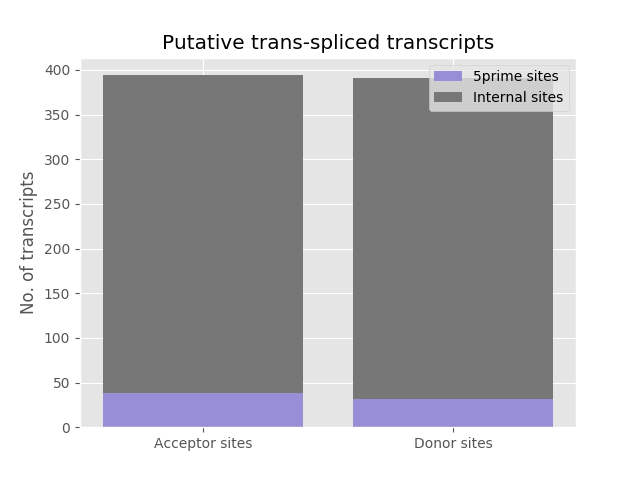 Putative trans-spliced transcripts
5prime sites
Internal sites
No. of transcripts
400
350
300
250
200
150
100
50
0
Acceptor sites
Donor sites